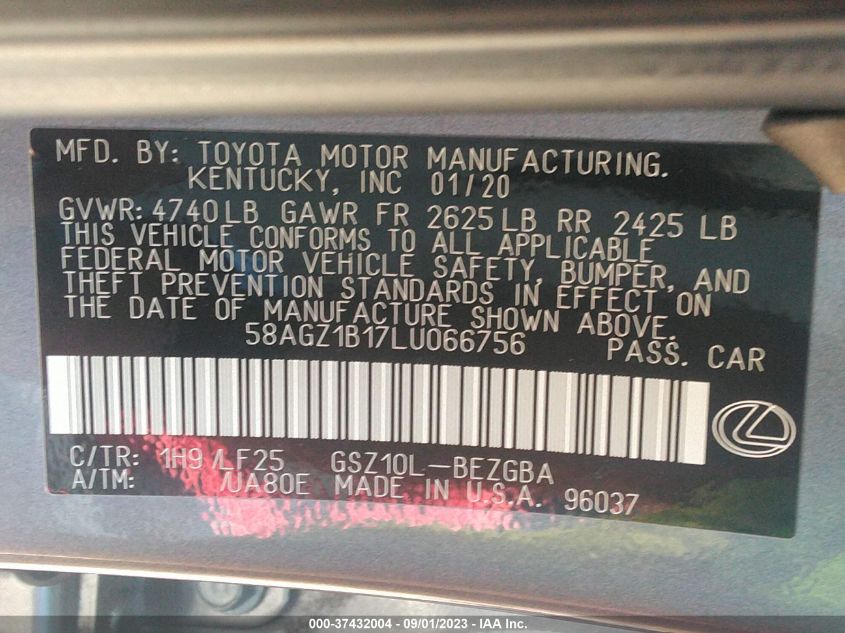 MFD. BY: TOYOTA MOTOR MANUFACTURING.
KENTUCKY, INC 01/20
GVWR: 4740LB GAWR FR 2625LB RR 2425 LB
THIS VEHICLE CONFORMS TO ALL APPLICABLE
FEDERAL MOTOR VEHICLE SAFETY, BUMPER, AND
THEFT PREVENTION STANDARDS IN EFFECT ON
THE DATE OF MANUFACTURE SHOWN ABOVE.
58AGZ1B17LU066756 PASS. CAR
C/TR: 1H9 /LF25 GSZ10L-BEZGBA
A/TM: /UA80E MADE IN U.S.A. 96037
000-37432004 - 09/01/2023 - IAA Inc.